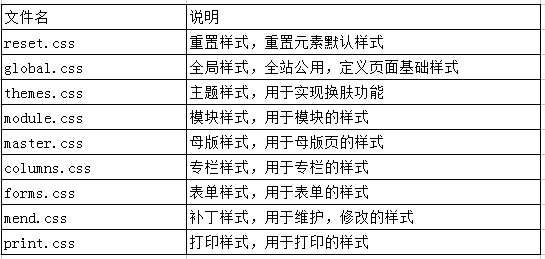 文件名 说明
reset.css 重置样式，重置元素默认样式
global.css 全局样式，全站公用，定义页面基础样式
themes.css 主题样式，用于实现换肤功能
module.css 模块样式，用于模块的样式
master.css 母版样式，用于母版页的样式
columns.css 专栏样式，用于专栏的样式
forms.css 表单样式，用于表单的样式
mend.css 补丁样式，用于维护，修改的样式
print.css 打印样式，用于打印的样式